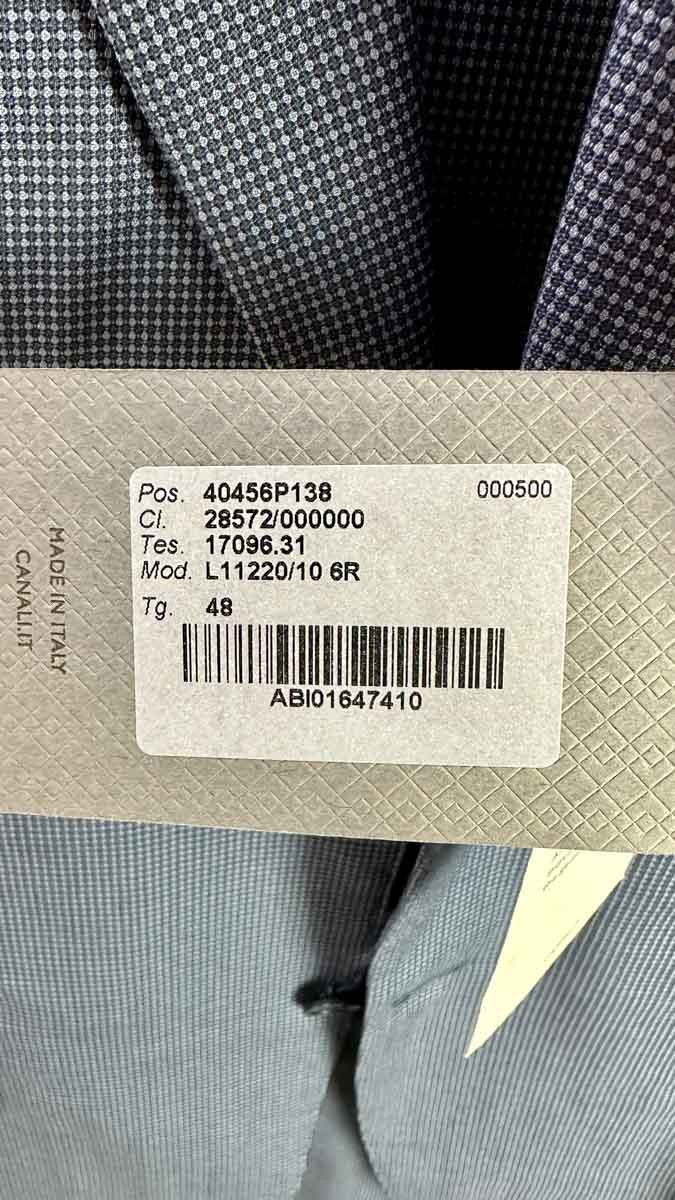 Pos. 40456P138 000500
Cl. 28572/000000
Tes. 17096.31
Mod. L11220/10 6R
Tg. 48
ABI01647410
MADE IN ITALY
CANALI.IT